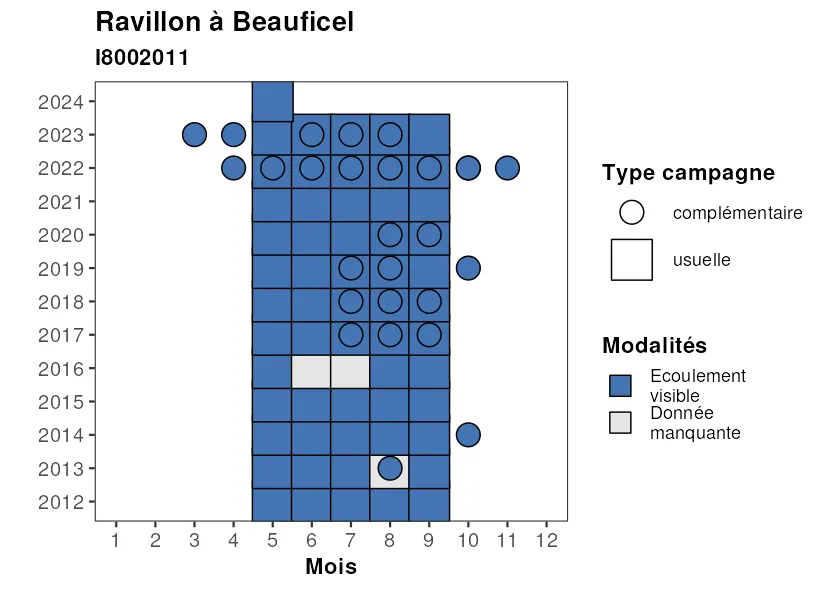 Ravillon à Beauficel
I8002011
2024
2023
2022
2021
2020
2019
2018
2017
2016
2015
2014
2013
2012
1 2 3 4 5 6 7 8 9 10 11 12
Mois
Type campagne
complémentaire
usuelle
Modalités
Ecoulement
visible
Donnée
manquante